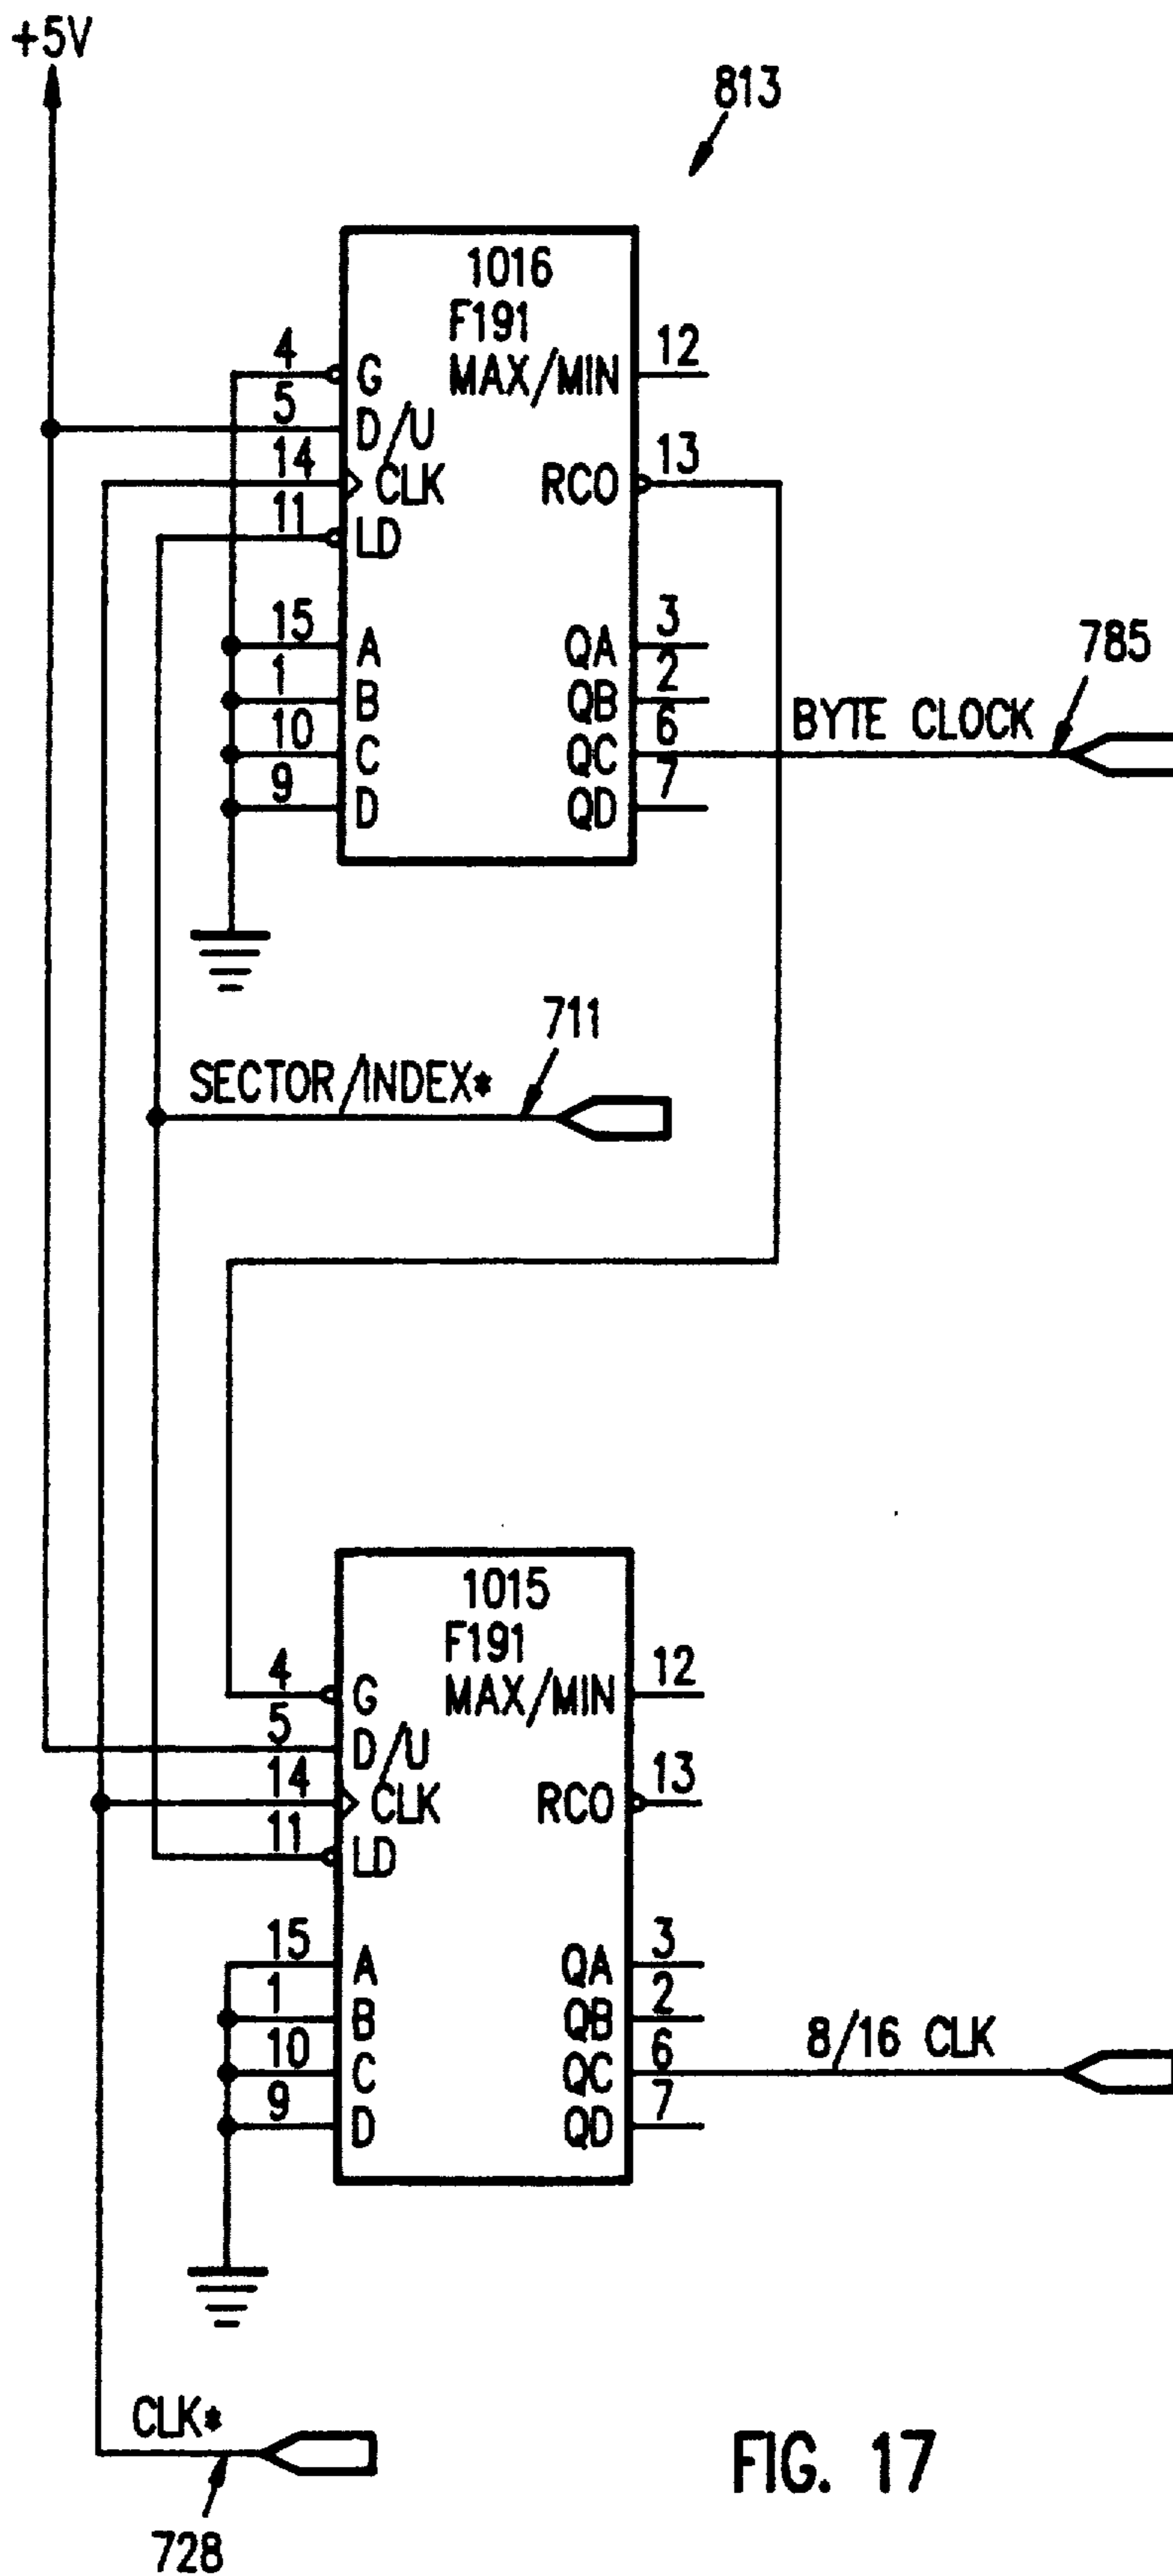 +5V
813
1016
F191
MAX/MIN
4 G
5 D/U
14 CLK
11 LD
15 A
1 B
10 C
9 D
12
RCO 13
QA 3
QB 2
QC 6
QD 7
BYTE CLOCK
785
711
SECTOR/INDEX*
1015
F191
MAX/MIN
4 G
5 D/U
14 CLK
11 LD
15 A
1 B
10 C
9 D
12
RCO 13
QA 3
QB 2
QC 6
QD 7
8/16 CLK
CLK*
728
FIG. 17